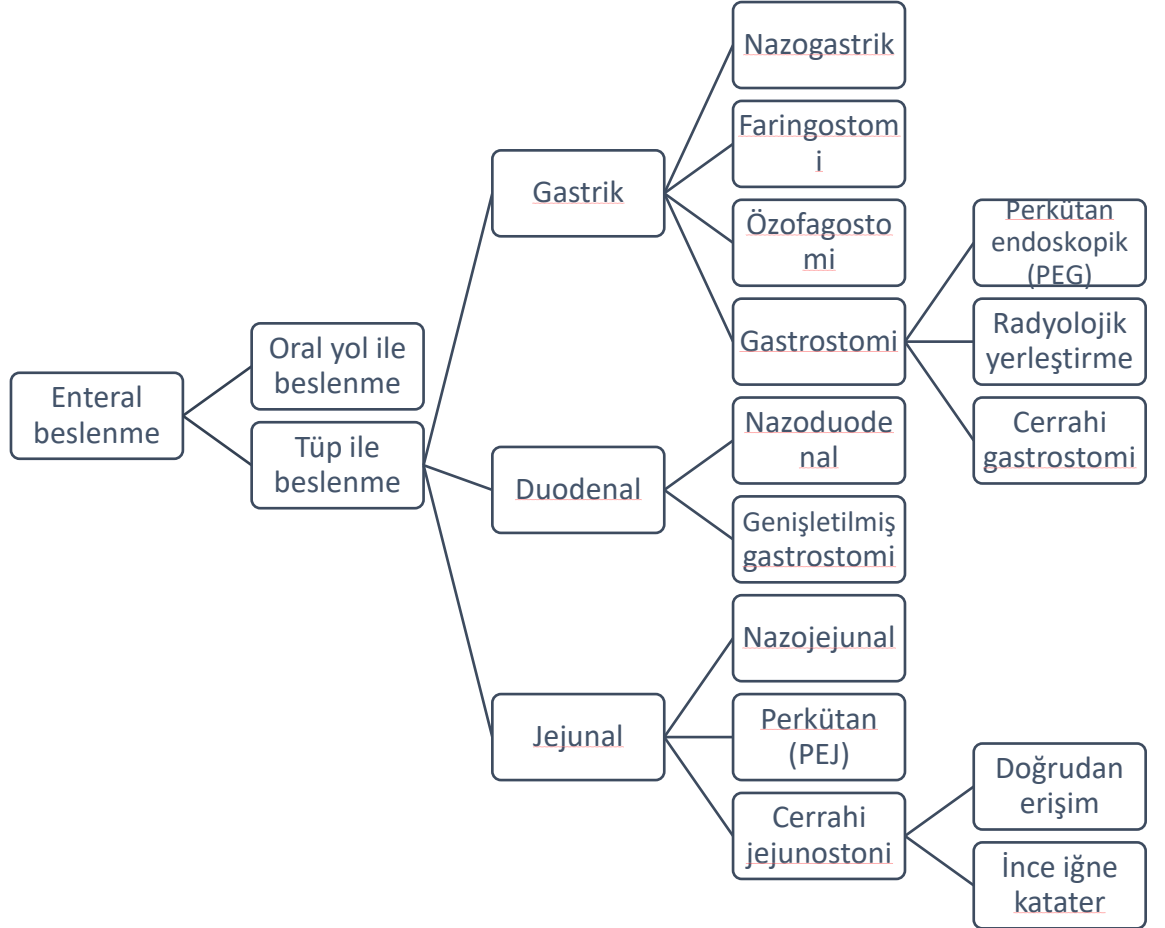 Enteral
beslenme
Oral yol ile
beslenme
Tüp ile
beslenme
Gastrik
Nazogastrik
Faringostom
i
Özofagosto
mi
Gastrostomi
Perkütan
endoskopik
(PEG)
Radyolojik
yerleştirme
Cerrahi
gastrostomi
Duodenal
Nazoduode
nal
Genişletilmiş
gastrostomi
Jejunal
Nazojejunal
Perkütan
(PEJ)
Cerrahi
jejunostoni
Doğrudan
erişim
İnce iğne
katater